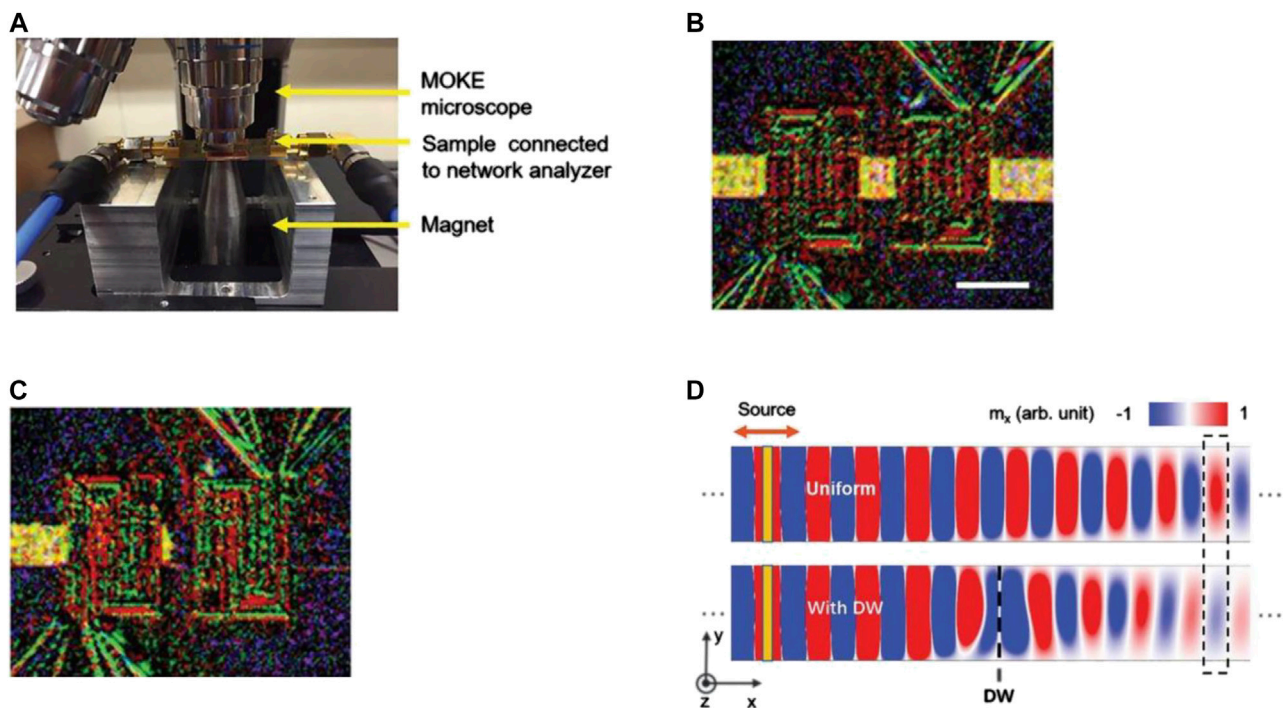 A
MOKE
microscope
Sample connected
to network analyzer
Magnet
B
C
D
Source
mₓ (arb. unit) -1 1
... Uniform ...
... With DW ...
y
z x
DW